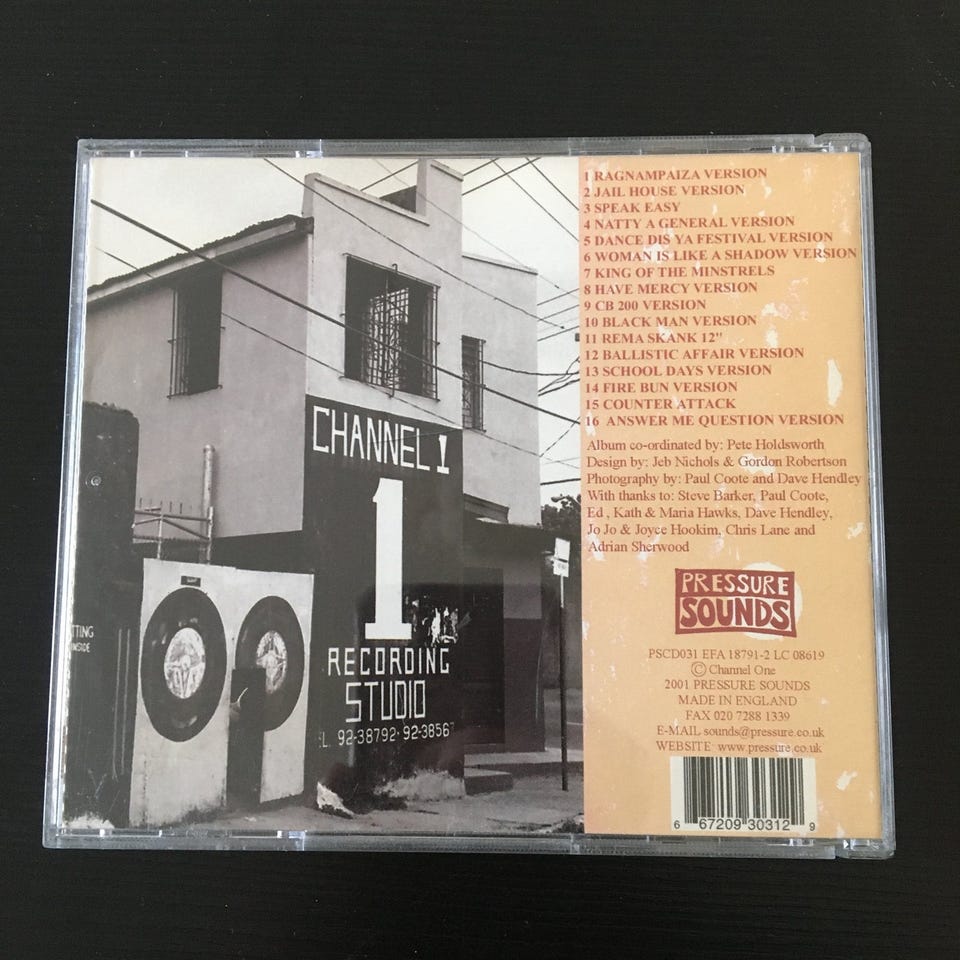 CHANNEL 1
1
RECORDING
STUDIO
EL. 92-38792·92-3856
TTING
INSIDE
1 RAGNAMPAIZA VERSION
2 JAIL HOUSE VERSION
3 SPEAK EASY
4 NATTY A GENERAL VERSION
5 DANCE DIS YA FESTIVAL VERSION
6 WOMAN IS LIKE A SHADOW VERSION
7 KING OF THE MINSTRELS
8 HAVE MERCY VERSION
9 CB 200 VERSION
10 BLACK MAN VERSION
11 REMA SKANK 12"
12 BALLISTIC AFFAIR VERSION
13 SCHOOL DAYS VERSION
14 FIRE BUN VERSION
15 COUNTER ATTACK
16 ANSWER ME QUESTION VERSION
Album co-ordinated by: Pete Holdsworth
Design by: Jeb Nichols & Gordon Robertson
Photography by: Paul Coote and Dave Hendley
With thanks to: Steve Barker, Paul Coote,
Ed , Kath & Maria Hawks, Dave Hendley,
Jo Jo & Joyce Hookim, Chris Lane and
Adrian Sherwood
PRESSURE
SOUNDS
PSCD031 EFA 18791-2 LC 08619
© Channel One
2001 PRESSURE SOUNDS
MADE IN ENGLAND
FAX 020 7288 1339
E-MAIL sounds@pressure.co.uk
WEBSITE www.pressure.co.uk
6 67209 30312 9